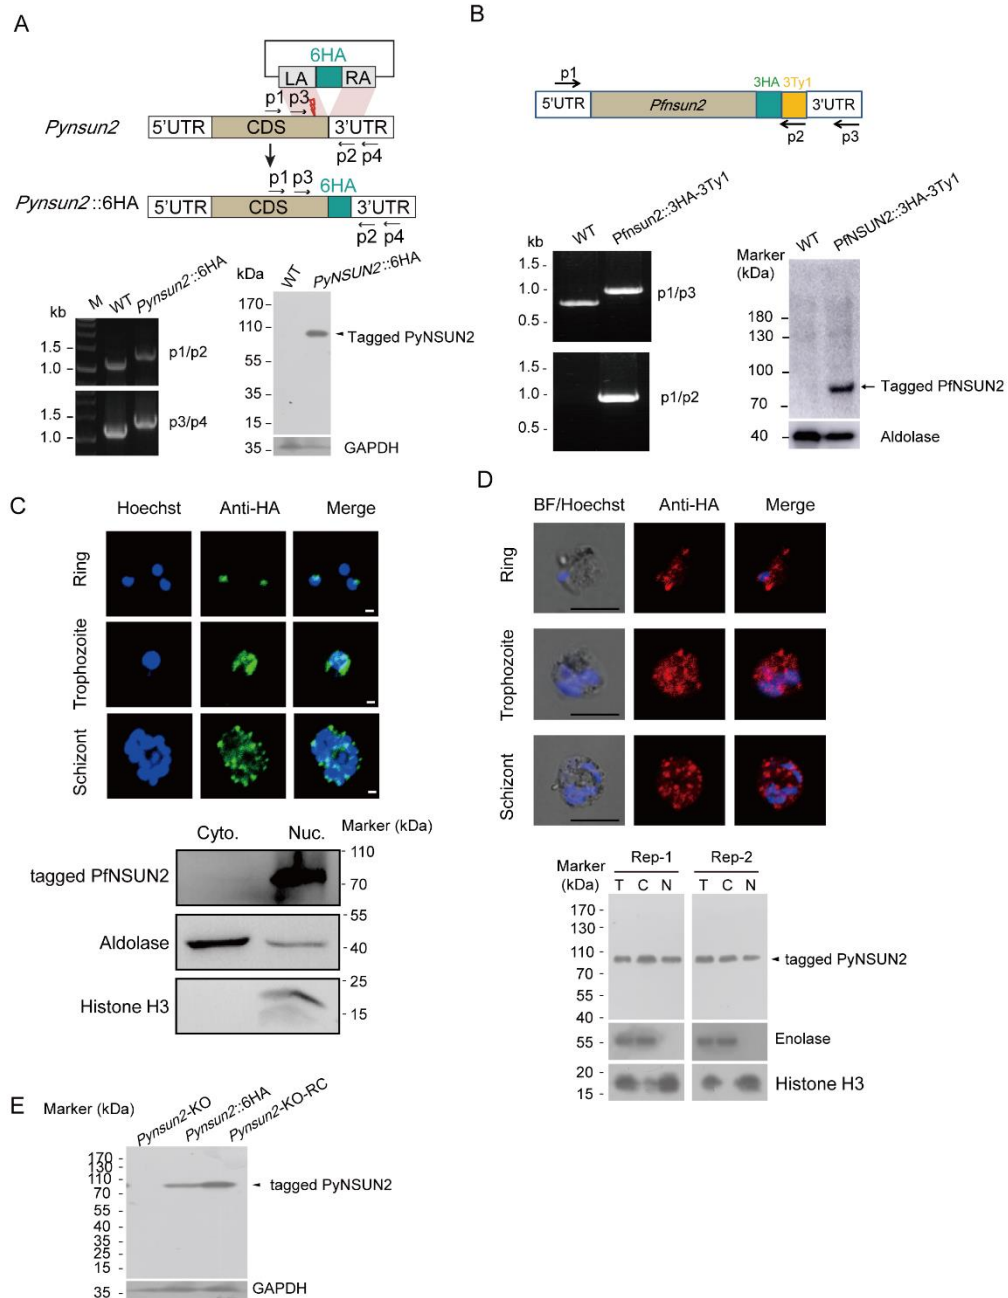 A
6HA
LA
RA
p1
p3
Pynsun2
5'UTR
CDS
3'UTR
p2
p4
p1
p3
6HA
Pynsun2::6HA
5'UTR
CDS
3'UTR
p2
p4
kb
M
WT
Pynsun2::6HA
1.5
1.0
p1/p2
1.5
1.0
p3/p4
kDa
WT
PyNSUN2::6HA
170
110
55
35
15
35
Tagged PyNSUN2
GAPDH
B
p1
3HA
3Ty1
5'UTR
Pfnsun2
3'UTR
p2
p3
kb
WT
Pfnsun2::3HA-3Ty1
1.5
1.0
0.5
p1/p3
1.5
1.0
0.5
p1/p2
Marker
(kDa)
WT
PfNSUN2::3HA-3Ty1
180
130
100
70
40
Tagged PfNSUN2
Aldolase
C
Hoechst
Anti-HA
Merge
Ring
Trophozoite
Schizont
Cyto.
Nuc.
Marker (kDa)
tagged PfNSUN2
110
70
Aldolase
55
40
Histone H3
25
15
D
BF/Hoechst
Anti-HA
Merge
Ring
Trophozoite
Schizont
Marker
(kDa)
Rep-1
Rep-2
T C N
T C N
170
130
110
70
55
40
tagged PyNSUN2
55
Enolase
20
15
Histone H3
E
Marker (kDa)
Pynsun2-KO
Pynsun2::6HA
Pynsun2-KO-RC
170
130
110
70
55
40
35
25
15
tagged PyNSUN2
35
GAPDH